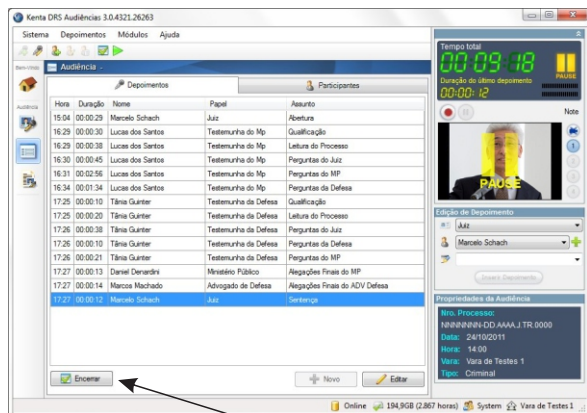 Kenta DRS Audiências 3.0.4321.26263
Sistema Depoimentos Módulos Ajuda
Bem-Vindo
Audiência -
Audiência
Depoimentos Participantes
Hora Duração Nome Papel Assunto
15:04 00:00:29 Marcelo Schach Juiz Abertura
16:29 00:00:30 Lucas dos Santos Testemunha do Mp Qualificação
16:29 00:00:38 Lucas dos Santos Testemunha do Mp Leitura do Processo
16:30 00:00:45 Lucas dos Santos Testemunha do Mp Perguntas do Juiz
16:31 00:02:56 Lucas dos Santos Testemunha do Mp Perguntas do MP
16:34 00:01:34 Lucas dos Santos Testemunha do Mp Perguntas da Defesa
17:25 00:00:10 Tânia Gunter Testemunha da Defesa Qualificação
17:25 00:00:20 Tânia Gunter Testemunha da Defesa Leitura do Processo
17:26 00:00:38 Tânia Gunter Testemunha da Defesa Perguntas do Juiz
17:26 00:00:10 Tânia Gunter Testemunha da Defesa Perguntas da Defesa
17:26 00:00:21 Tânia Gunter Testemunha da Defesa Perguntas do MP
17:27 00:00:13 Daniel Denardini Ministério Público Alegações Finais do MP
17:27 00:00:14 Marcos Machado Advogado de Defesa Alegações Finais do ADV Defesa
17:27 00:00:12 Marcelo Schach Juiz Sentença
Encerrar Novo Editar
Tempo total
00:09:18
PAUSE
Duração do último depoimento
00:00:12
Note
PAUSE
1
Edição de Depoimento
Juiz
Marcelo Schach
Inserir Depoimento
Propriedades da Audiência
Nro. Processo:
NNNNNNN-DD.AAAA.J.TR.0000
Data: 24/10/2011
Hora: 14:00
Vara: Vara de Testes 1
Tipo: Criminal
Online 194,9GB (2.867 horas) System Vara de Testes 1